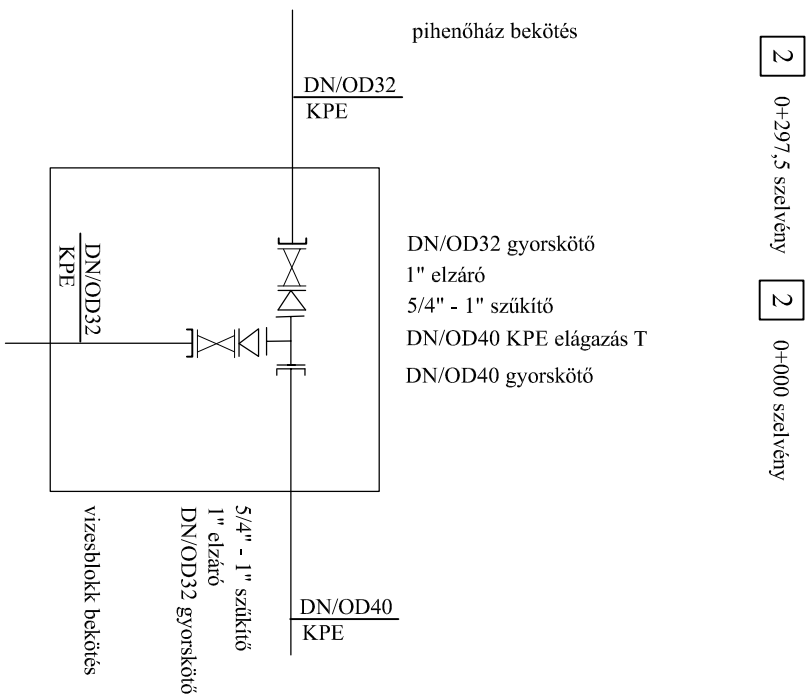 pihenőház bekötés
DN/OD32
KPE
DN/OD32 gyorskötő
1" elzáró
5/4" - 1" szűkítő
DN/OD40 KPE elágazás T
DN/OD40 gyorskötő
DN/OD32
KPE
5/4" - 1" szűkítő
1" elzáró
DN/OD32 gyorskötő
vizesblokk bekötés
DN/OD40
KPE
2
0+297,5 szelvény
2
0+000 szelvény